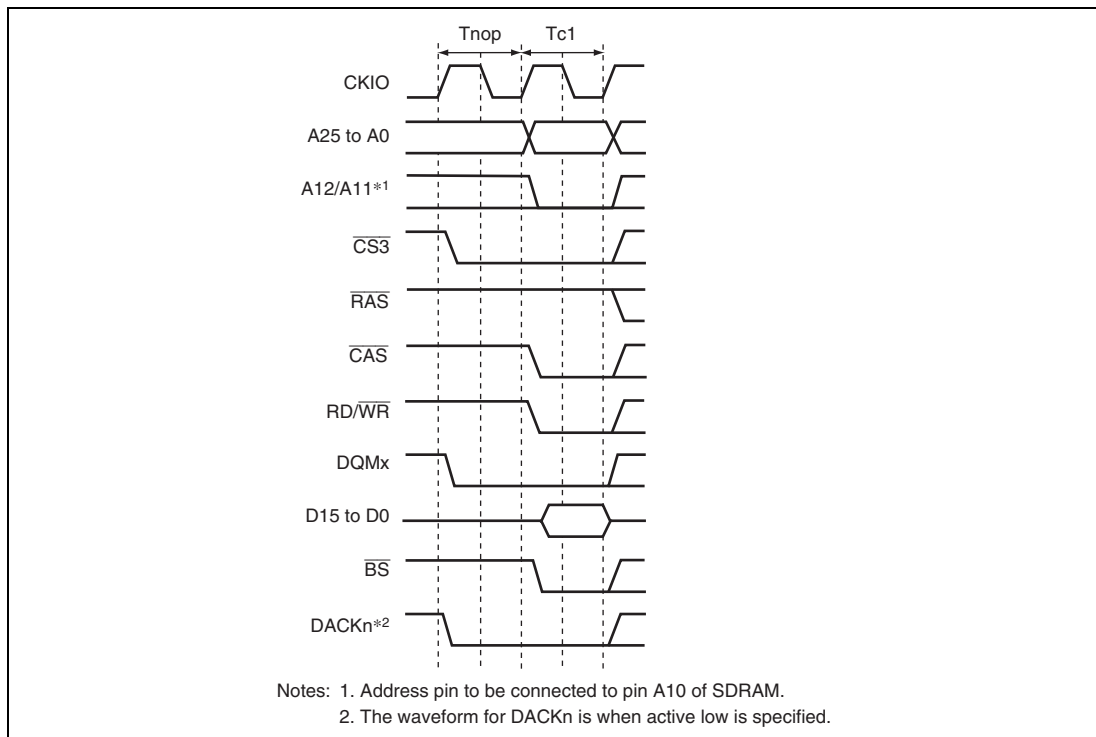 Tnop Tc1
CKIO
A25 to A0
A12/A11*1
CS3
RAS
CAS
RD/WR
DQMx
D15 to D0
BS
DACKn*2
Notes: 1. Address pin to be connected to pin A10 of SDRAM.
2. The waveform for DACKn is when active low is specified.